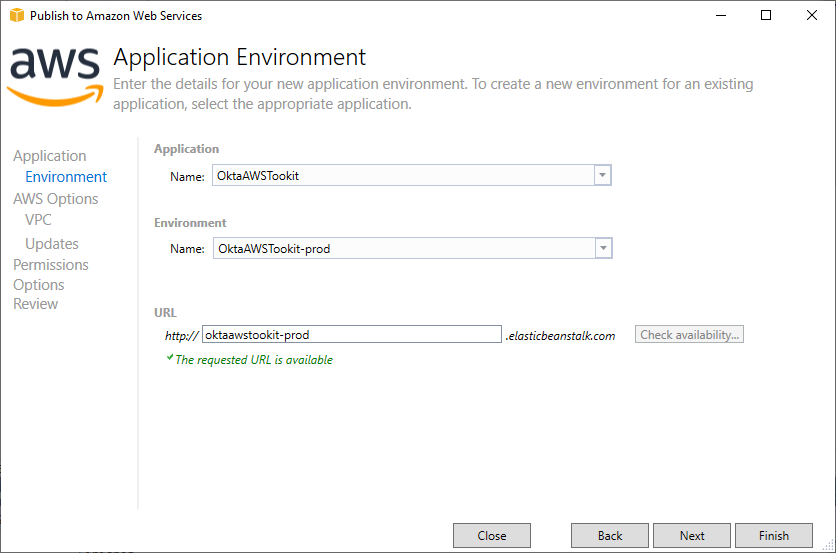 Publish to Amazon Web Services
aws
Application Environment
Enter the details for your new application environment. To create a new environment for an existing
application, select the appropriate application.
Application
Environment
AWS Options
VPC
Updates
Permissions
Options
Review
Application
Name: OktaAWSTookit
Environment
Name: OktaAWSTookit-prod
URL
http:// oktaawstookit-prod .elasticbeanstalk.com Check availability...
The requested URL is available
Close Back Next Finish